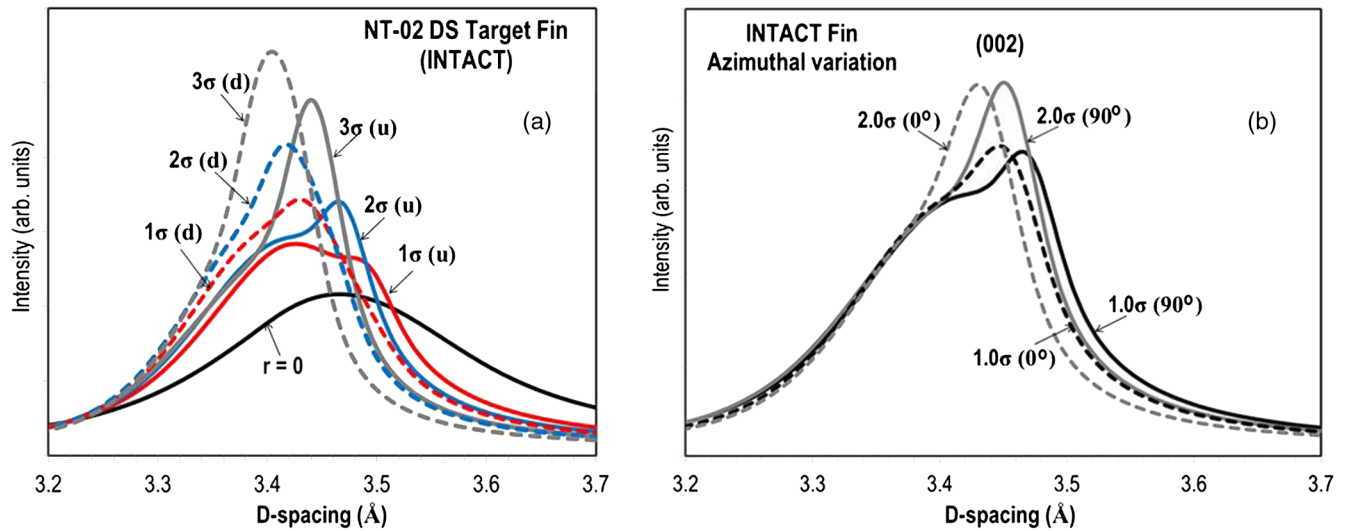 NT-02 DS Target Fin
(INTACT)
(a)
3σ (d)
3σ (u)
2σ (d)
2σ (u)
1σ (d)
1σ (u)
r = 0
Intensity (arb. units)
3.2 3.3 3.4 3.5 3.6 3.7
D-spacing (Å)
INTACT Fin
Azimuthal variation
(002)
(b)
2.0σ (0°)
2.0σ (90°)
1.0σ (90°)
1.0σ (0°)
Intensity (arb. units)
3.2 3.3 3.4 3.5 3.6 3.7
D-spacing (Å)